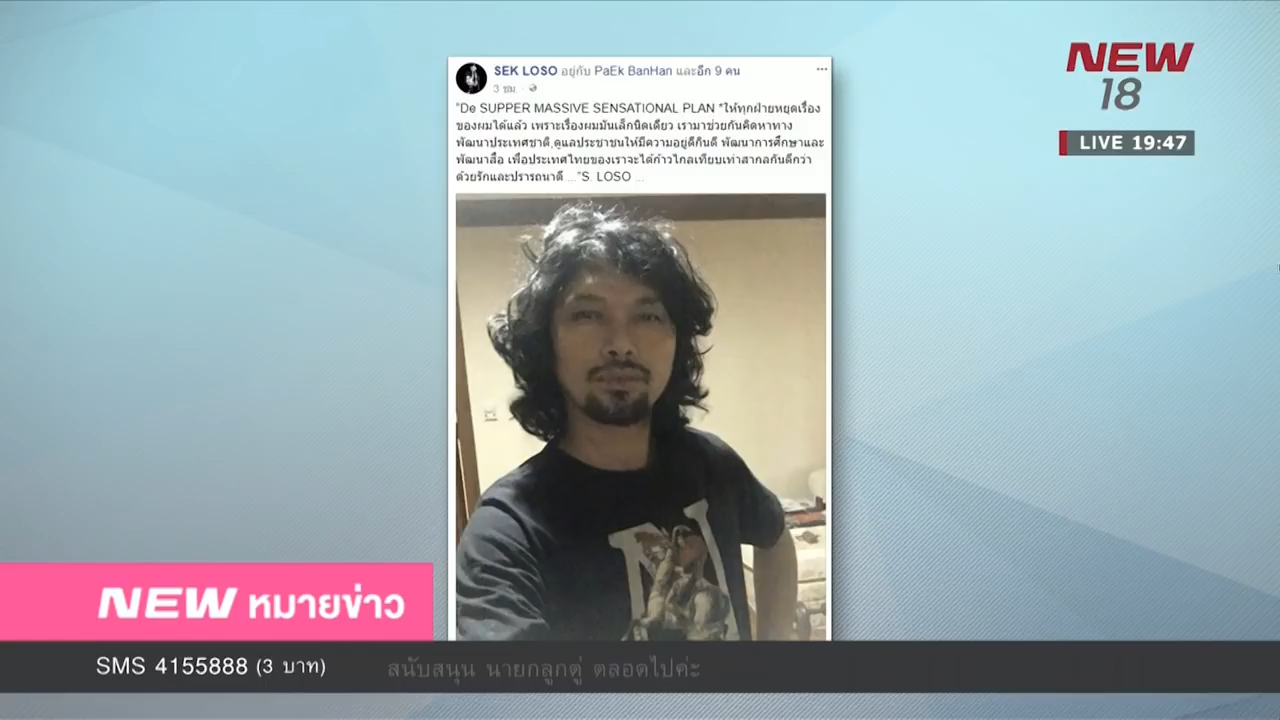 SEK LOSO อยู่กับ PaEk BanHan และอีก 9 คน
3 ชม.
"De SUPPER MASSIVE SENSATIONAL PLAN "ให้ทุกฝ่ายหยุดเรื่อง
ของผมได้แล้ว เพราะเรื่องผมมันเล็กนิดเดียว เรามาช่วยกันคิดหาทาง
พัฒนาประเทศชาติ,ดูแลประชาชนให้มีความอยู่ดีกินดี พัฒนาการศึกษาและ
พัฒนาสื่อ เพื่อประเทศไทยของเราจะได้ก้าวไกลเทียบเท่าสากลกันดีกว่า
ด้วยรักและปรารถนาดี ..."S. LOSO ...
NEW
18
LIVE 19:47
N
NEW หมายข่าว
SMS 4155888 (3 บาท) สนับสนุน นายกลูกตู่ ตลอดไปค่ะ